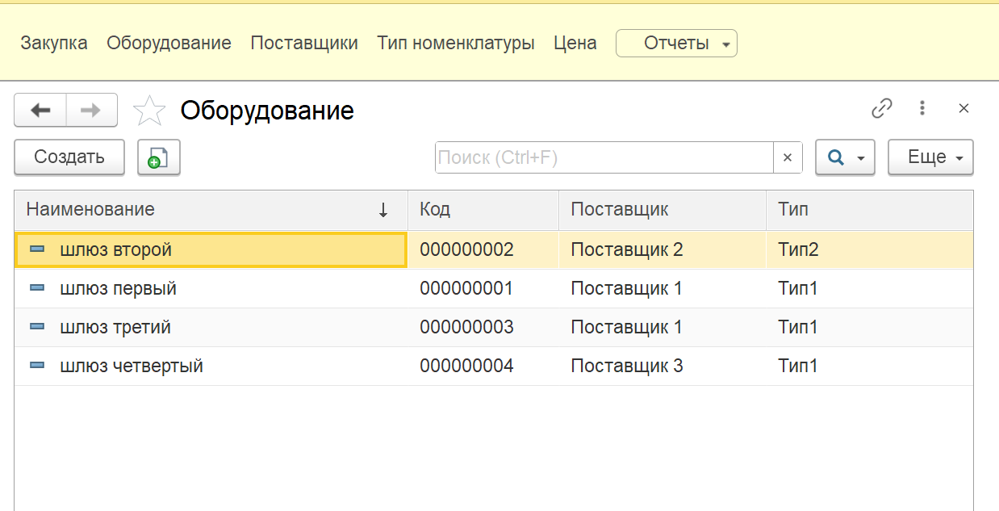 Закупка Оборудование Поставщики Тип номенклатуры Цена Отчеты
Оборудование
Создать Поиск (Ctrl+F) Еще
Наименование Код Поставщик Тип
шлюз второй 000000002 Поставщик 2 Тип2
шлюз первый 000000001 Поставщик 1 Тип1
шлюз третий 000000003 Поставщик 1 Тип1
шлюз четвертый 000000004 Поставщик 3 Тип1